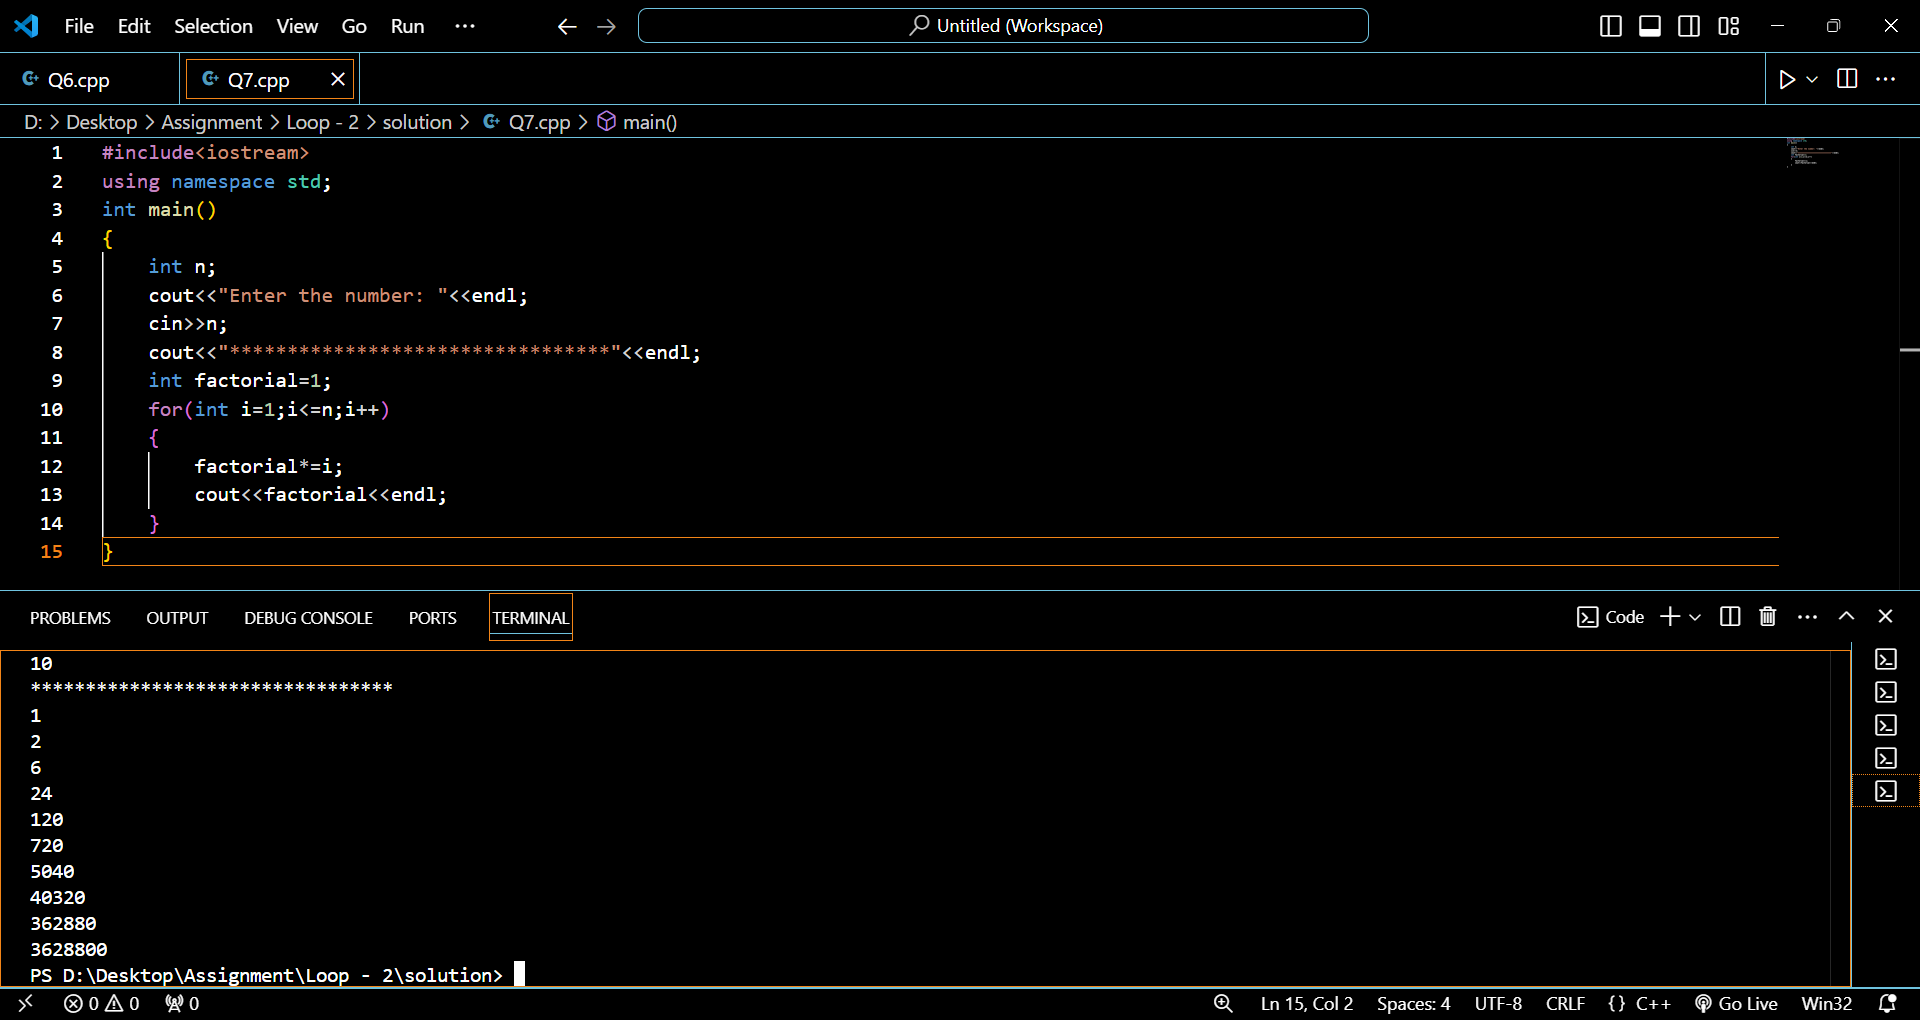 File Edit Selection View Go Run ··· Untitled (Workspace)
Q6.cpp Q7.cpp
D: > Desktop > Assignment > Loop - 2 > solution > Q7.cpp > main()
1 #include<iostream>
2 using namespace std;
3 int main()
4 {
5 int n;
6 cout<<"Enter the number: "<<endl;
7 cin>>n;
8 cout<<"*********************************"<<endl;
9 int factorial=1;
10 for(int i=1;i<=n;i++)
11 {
12 factorial*=i;
13 cout<<factorial<<endl;
14 }
15 }
PROBLEMS OUTPUT DEBUG CONSOLE PORTS TERMINAL Code
10
*********************************
1
2
6
24
120
720
5040
40320
362880
3628800
PS D:\Desktop\Assignment\Loop - 2\solution>
0 0 0 Ln 15, Col 2 Spaces: 4 UTF-8 CRLF {} C++ Go Live Win32